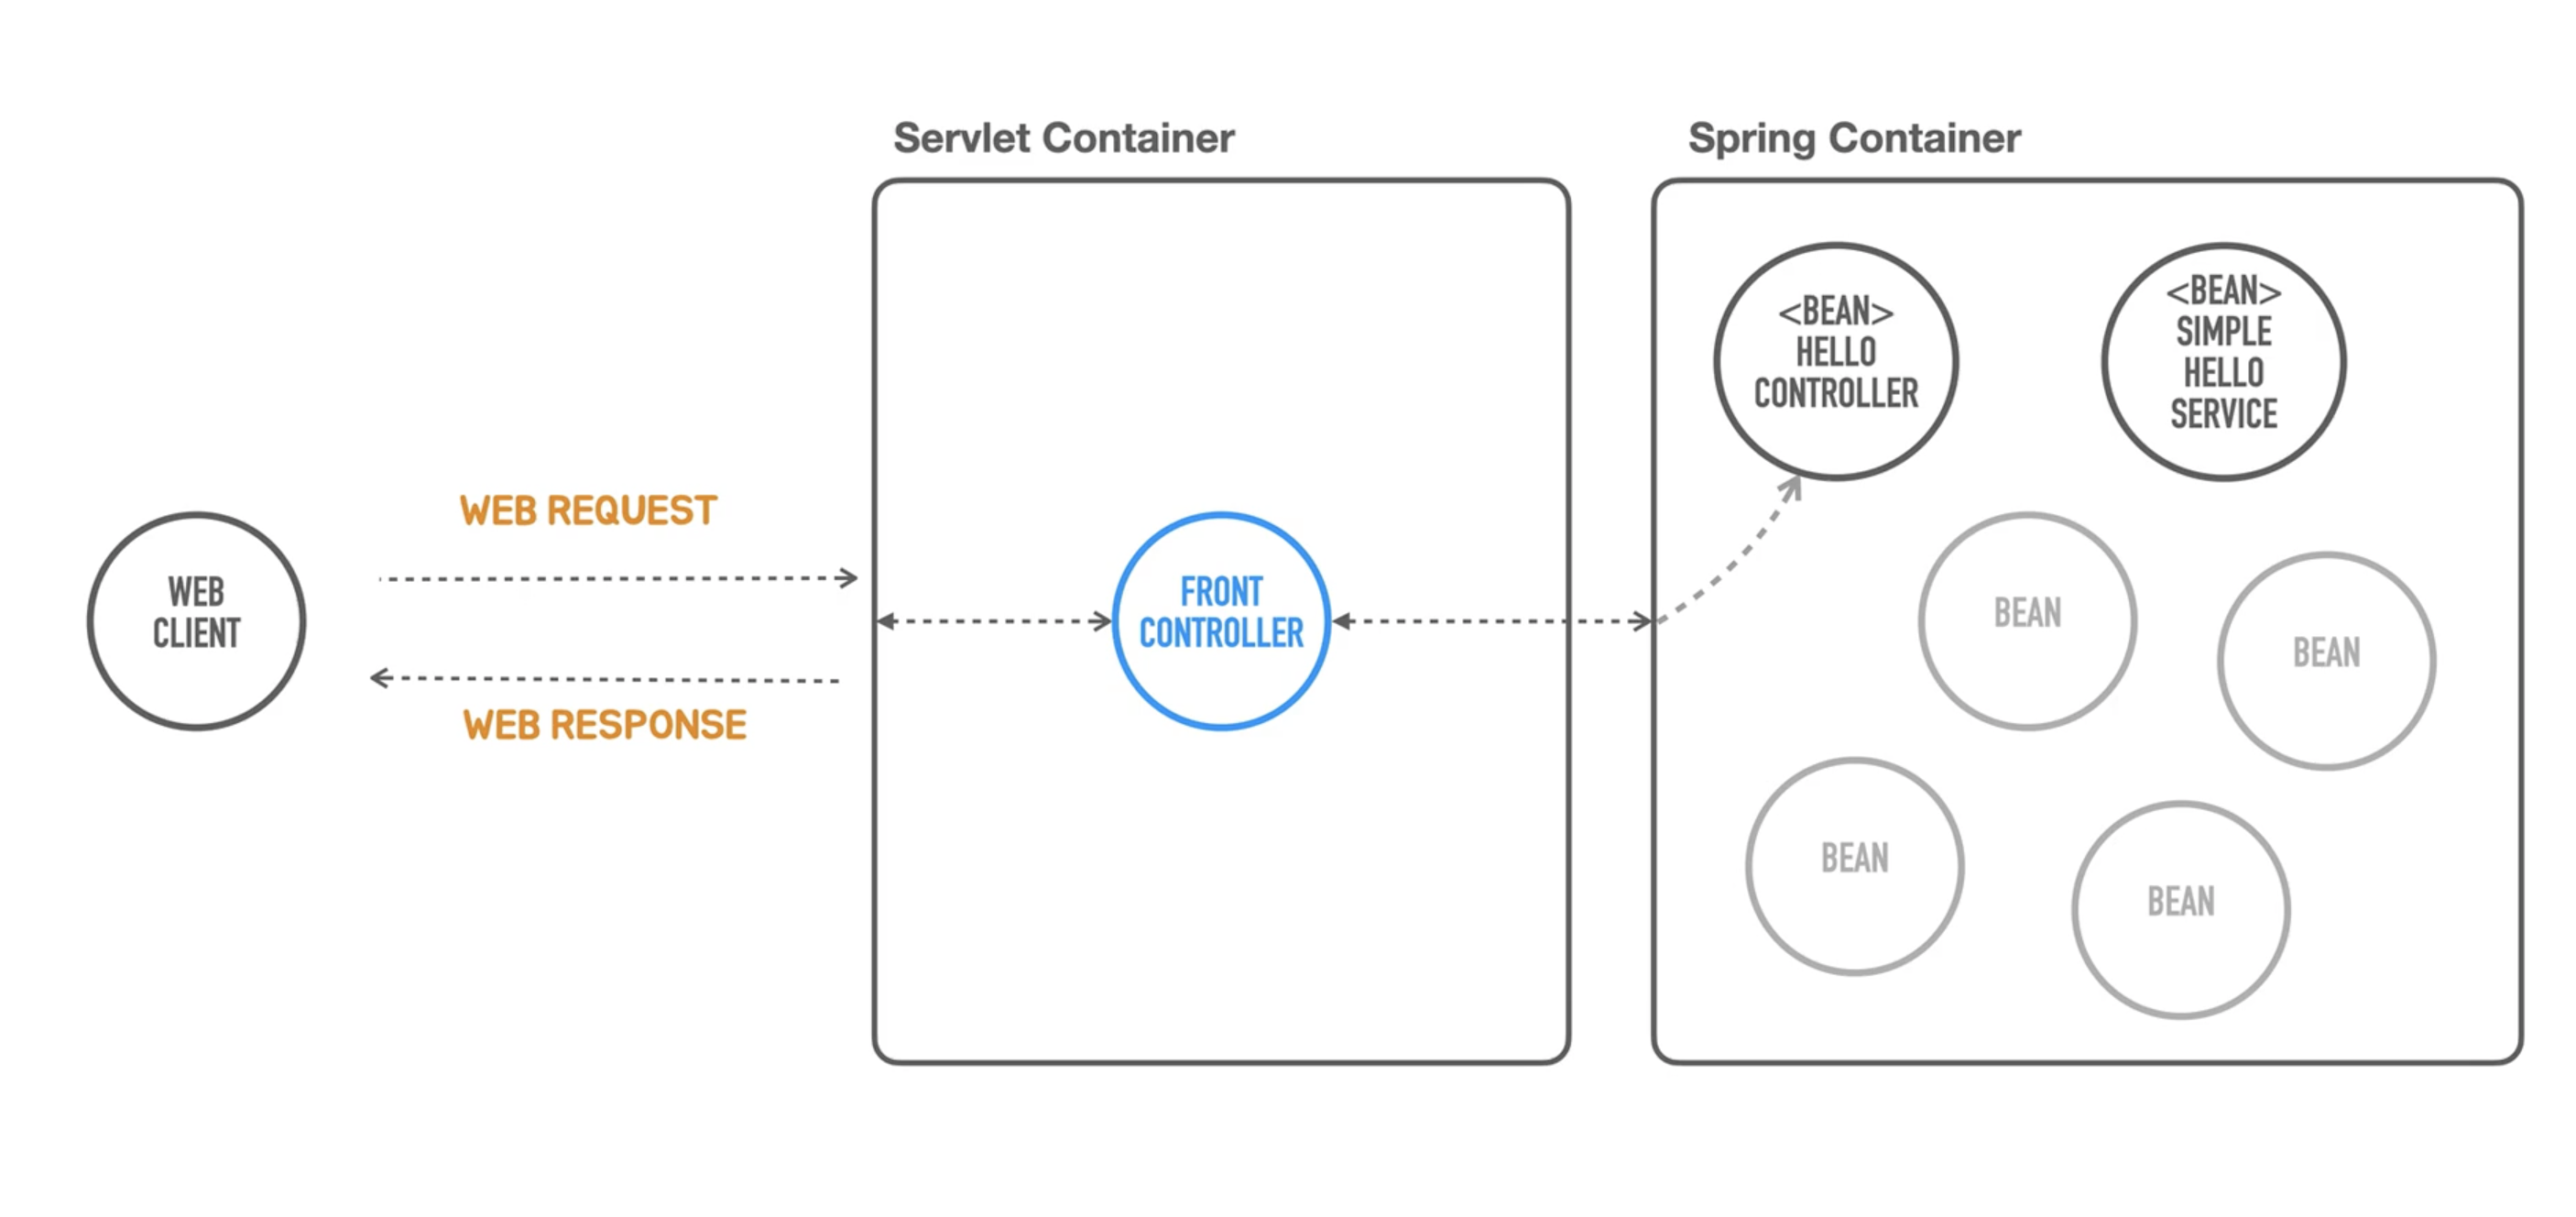 Servlet Container
Spring Container
<BEAN>
HELLO
CONTROLLER
<BEAN>
SIMPLE
HELLO
SERVICE
WEB REQUEST
WEB
CLIENT
FRONT
CONTROLLER
BEAN
BEAN
WEB RESPONSE
BEAN
BEAN